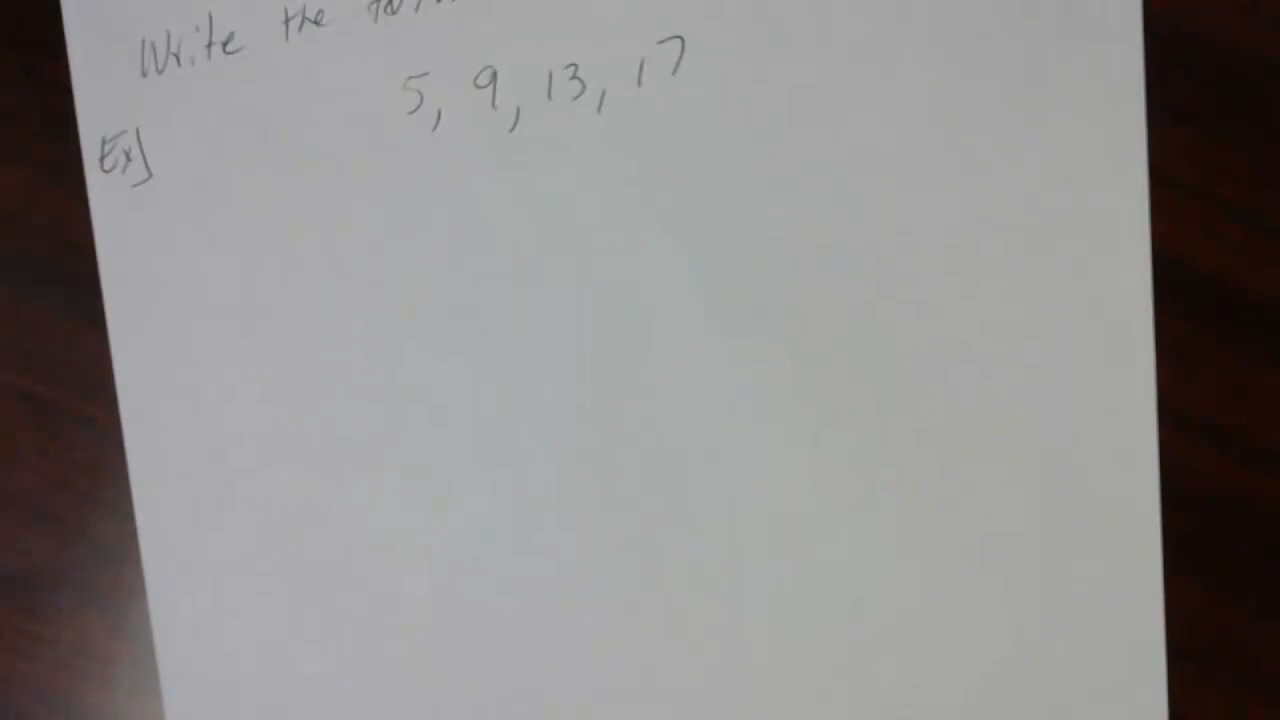 Write the
5, 9, 13, 17
Ex]